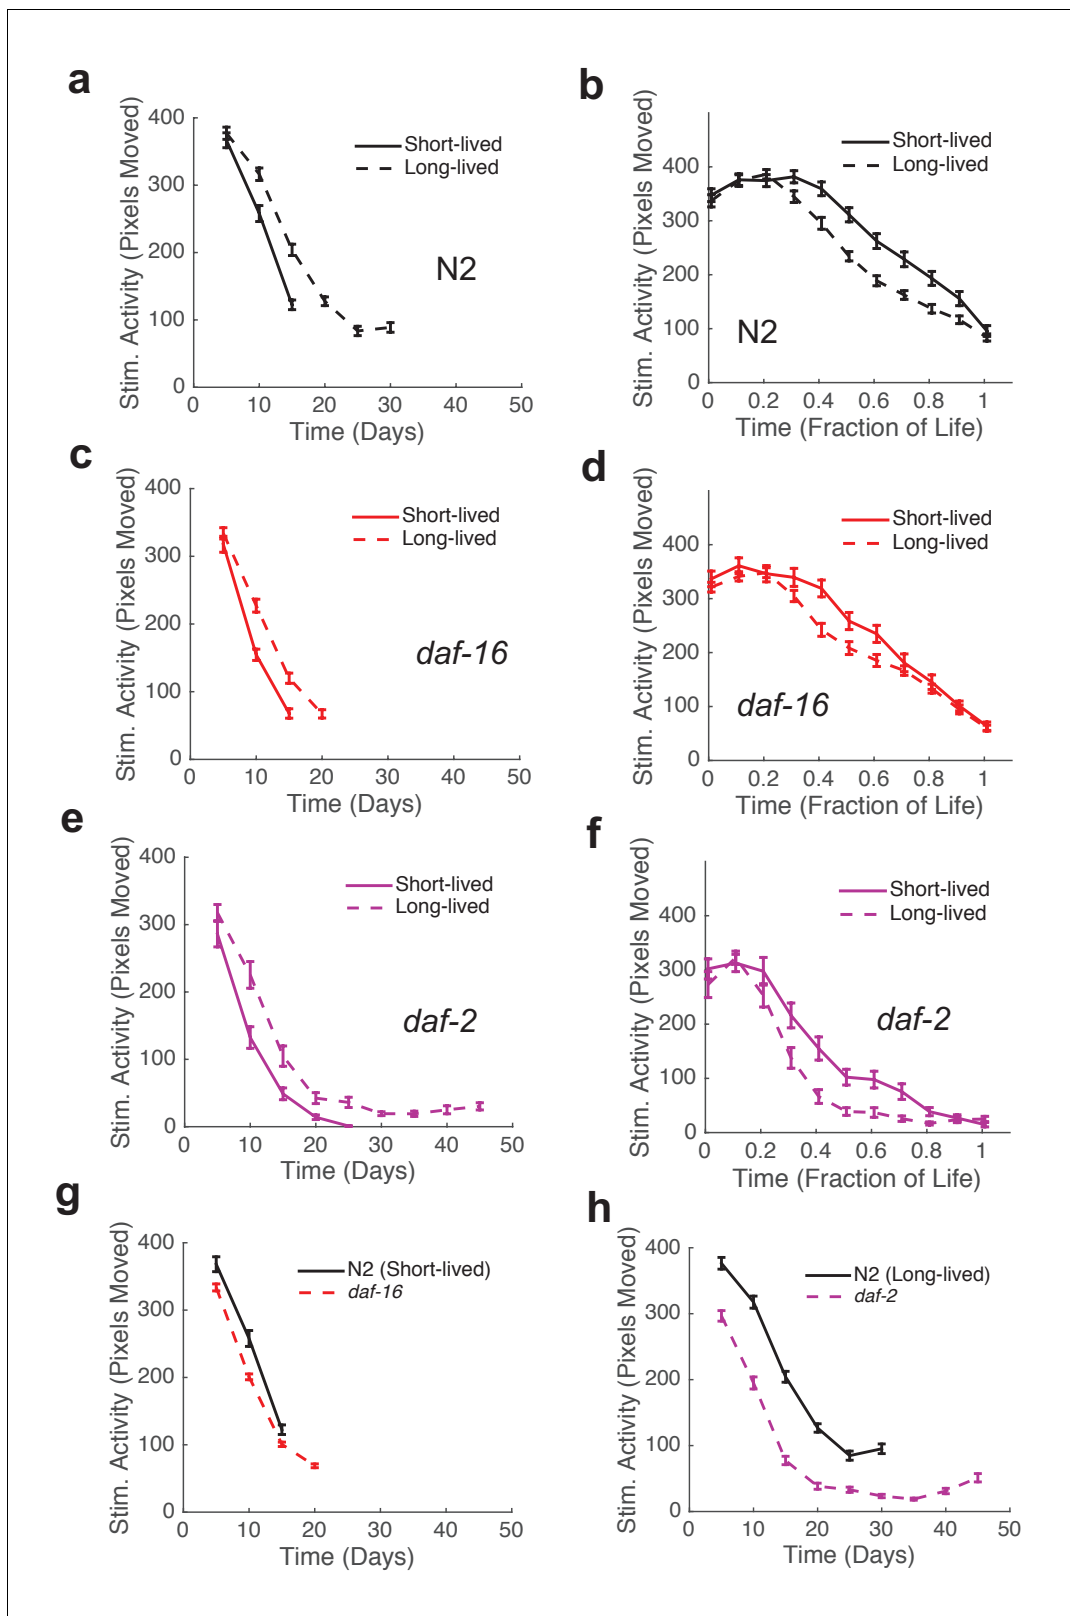 a
Stim. Activity (Pixels Moved)
400
300
200
100
0
0 10 20 30 40 50
Time (Days)
Short-lived
Long-lived
N2
b
Stim. Activity (Pixels Moved)
400
300
200
100
0
0 0.2 0.4 0.6 0.8 1
Time (Fraction of Life)
Short-lived
Long-lived
N2
c
Stim. Activity (Pixels Moved)
400
300
200
100
0
0 10 20 30 40 50
Time (Days)
Short-lived
Long-lived
daf-16
d
Stim. Activity (Pixels Moved)
400
300
200
100
0
0 0.2 0.4 0.6 0.8 1
Time (Fraction of Life)
Short-lived
Long-lived
daf-16
e
Stim. Activity (Pixels Moved)
400
300
200
100
0
0 10 20 30 40 50
Time (Days)
Short-lived
Long-lived
daf-2
f
Stim. Activity (Pixels Moved)
400
300
200
100
0
0 0.2 0.4 0.6 0.8 1
Time (Fraction of Life)
Short-lived
Long-lived
daf-2
g
Stim. Activity (Pixels Moved)
400
300
200
100
0
0 10 20 30 40 50
Time (Days)
N2 (Short-lived)
daf-16
h
Stim. Activity (Pixels Moved)
400
300
200
100
0
0 10 20 30 40 50
Time (Days)
N2 (Long-lived)
daf-2